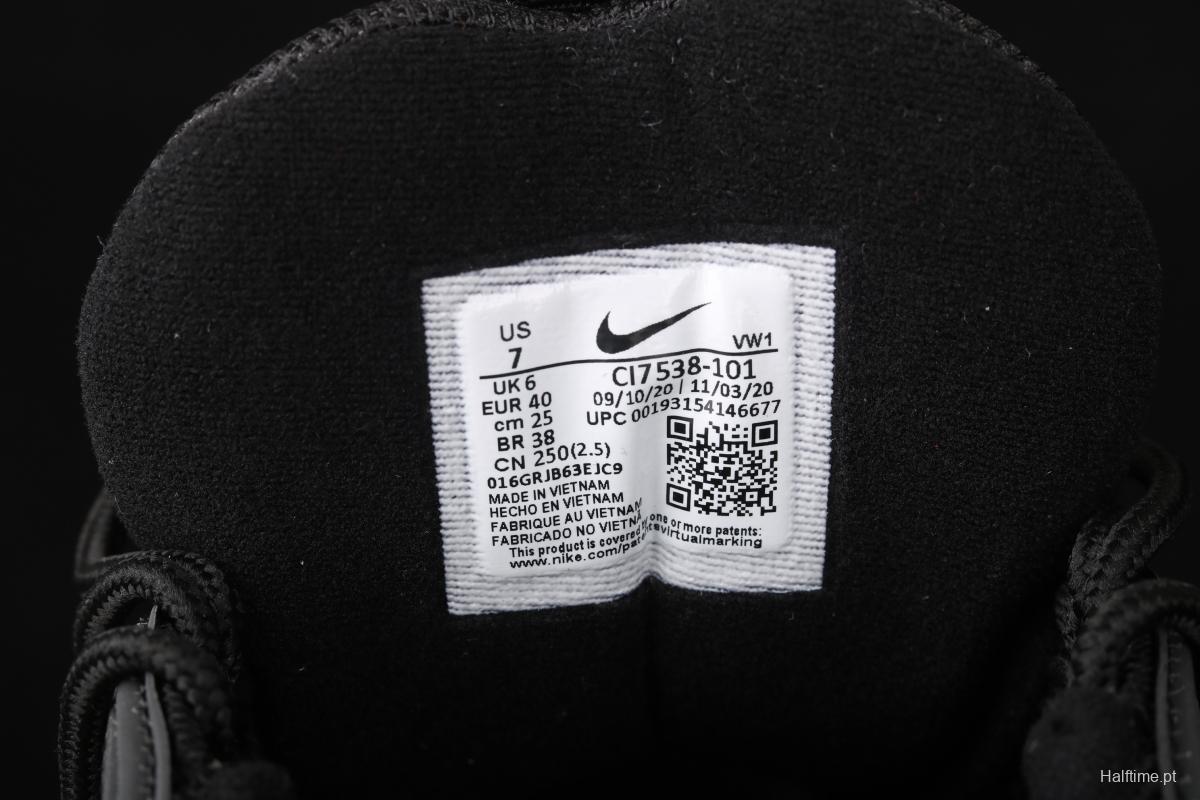 US
7
VW1
UK 6
EUR 40
cm 25
BR 38
CN 250(2.5)
CI7538-101
09/10/20 / 11/03/20
UPC 00193154146677
016GRJB63EJC9
MADE IN VIETNAM
HECHO EN VIETNAM
FABRIQUE AU VIETNAM
FABRICADO NO VIETNA
This product is covered one or more patents:
www.nike.com/pa virtualmarking
Halftime.pt